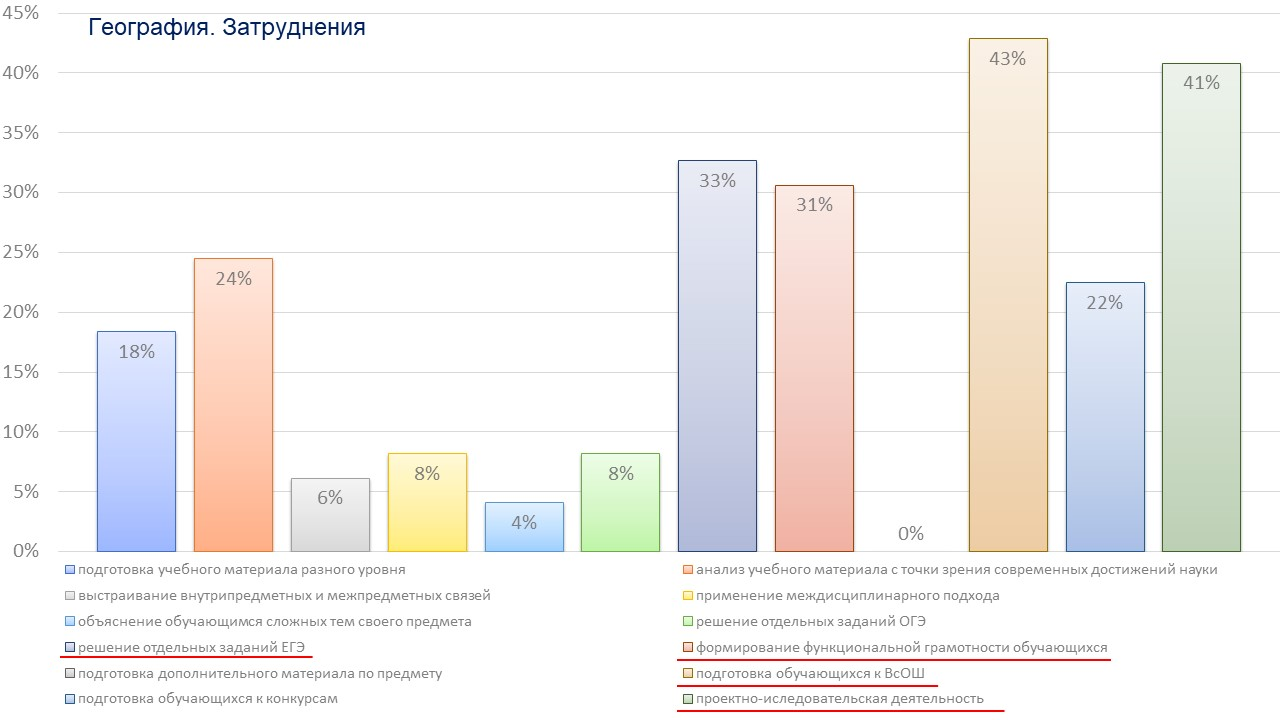 География. Затруднения
45%
40%
35%
30%
25%
20%
15%
10%
5%
0%
18%
24%
6%
8%
4%
8%
33%
31%
0%
43%
22%
41%
подготовка учебного материала разного уровня
анализ учебного материала с точки зрения современных достижений науки
выстраивание внутрипредметных и межпредметных связей
применение междисциплинарного подхода
объяснение обучающимся сложных тем своего предмета
решение отдельных заданий ОГЭ
решение отдельных заданий ЕГЭ
формирование функциональной грамотности обучающихся
подготовка дополнительного материала по предмету
подготовка обучающихся к ВсОШ
подготовка обучающихся к конкурсам
проектно-иследовательская деятельность